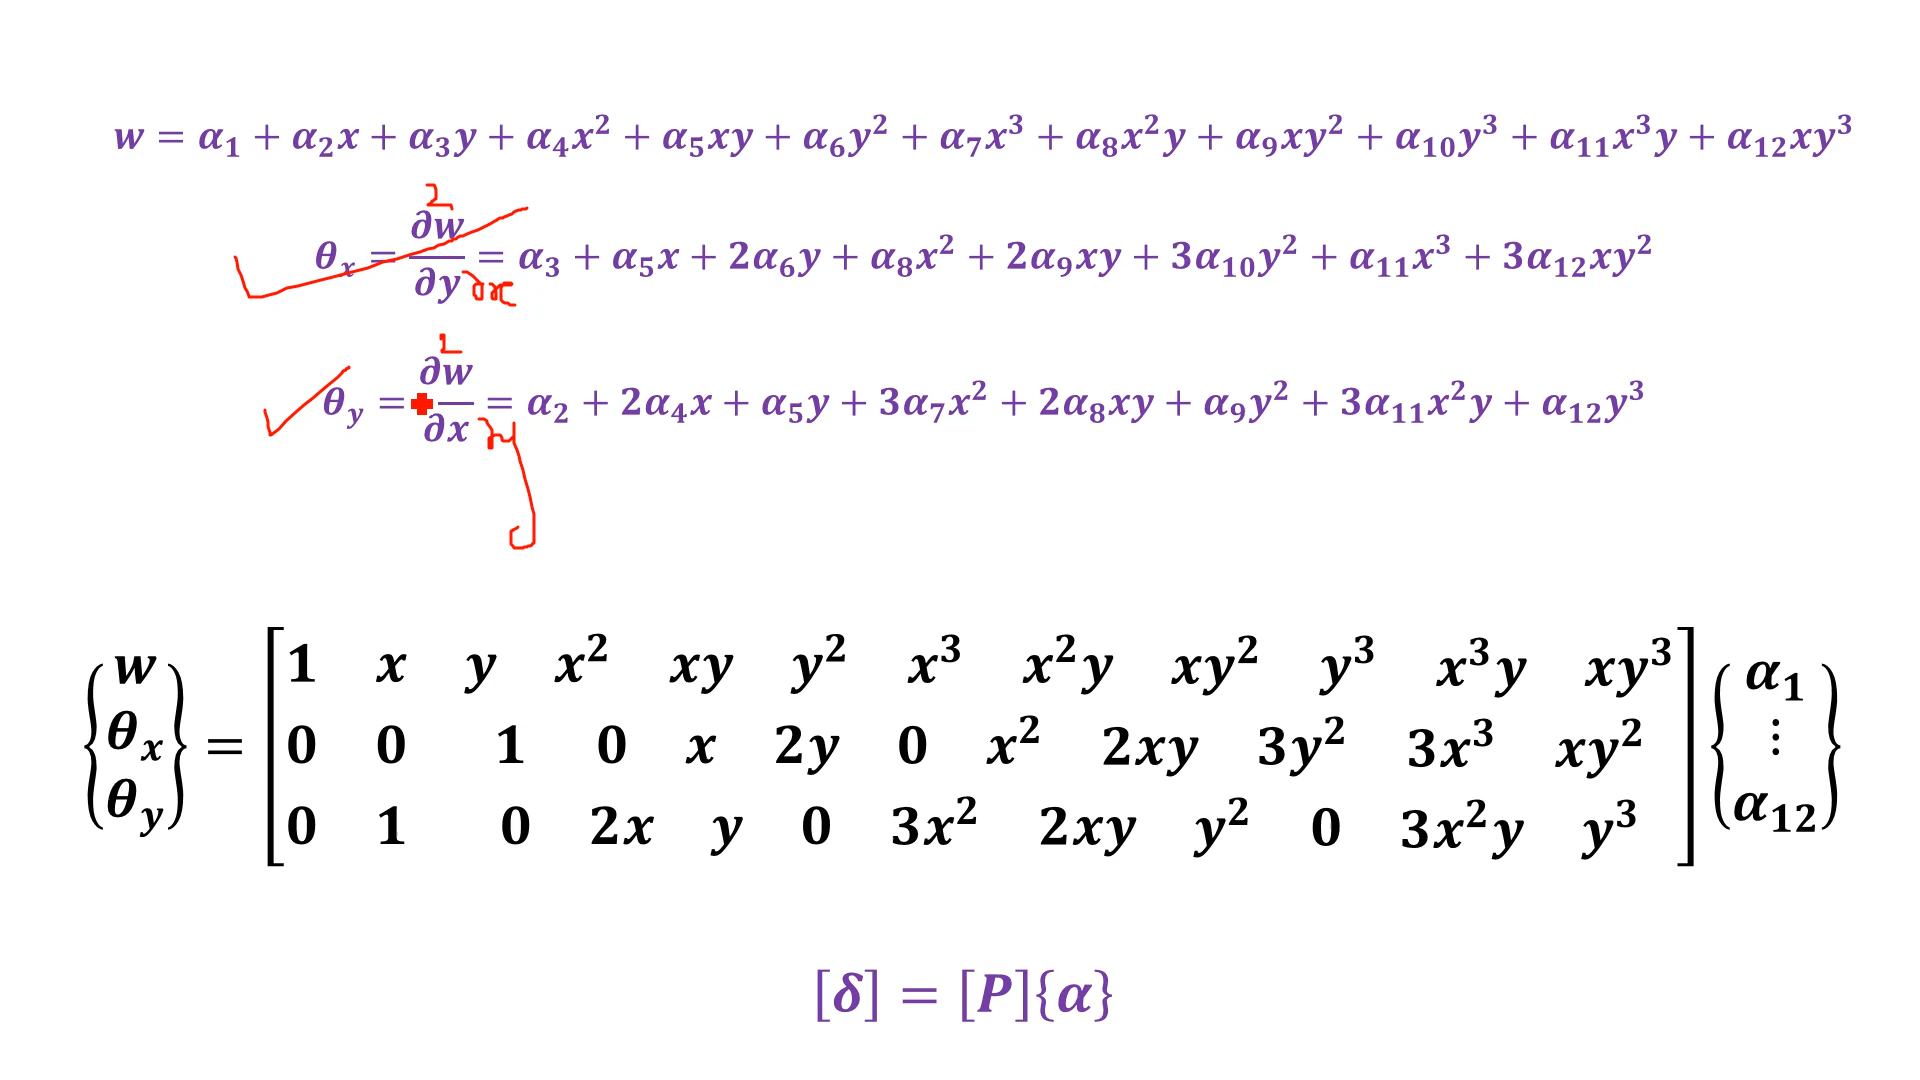 w = α₁ + α₂x + α₃y + α₄x² + α₅xy + α₆y² + α₇x³ + α₈x²y + α₉xy² + α₁₀y³ + α₁₁x³y + α₁₂xy³
2
θₓ = ∂w/∂y = α₃ + α₅x + 2α₆y + α₈x² + 2α₉xy + 3α₁₀y² + α₁₁x³ + 3α₁₂xy²
∂x
2
θᵧ = ∂w/∂x = α₂ + 2α₄x + α₅y + 3α₇x² + 2α₈xy + α₉y² + 3α₁₁x²y + α₁₂y³
w 1 x y x² xy y² x³ x²y xy² y³ x³y xy³ α₁
θₓ = 0 0 1 0 x 2y 0 x² 2xy 3y² 3x³ xy² ⋮
θᵧ 0 1 0 2x y 0 3x² 2xy y² 0 3x²y y³ α₁₂
[δ] = [P]{α}